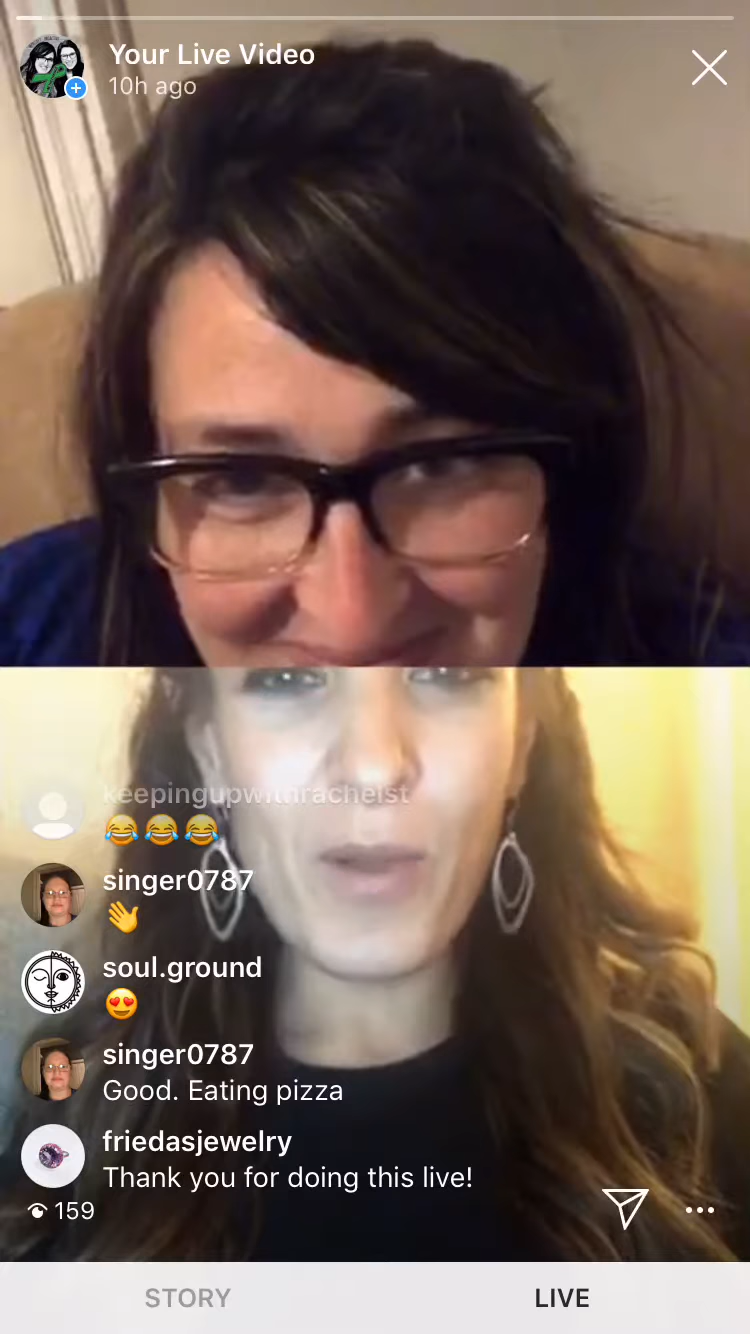 Your Live Video
10h ago
keepingupwithrachelst
😂😂😂
singer0787
👋
soul.ground
😍
singer0787
Good. Eating pizza
friedasjewelry
Thank you for doing this live!
159
STORY
LIVE